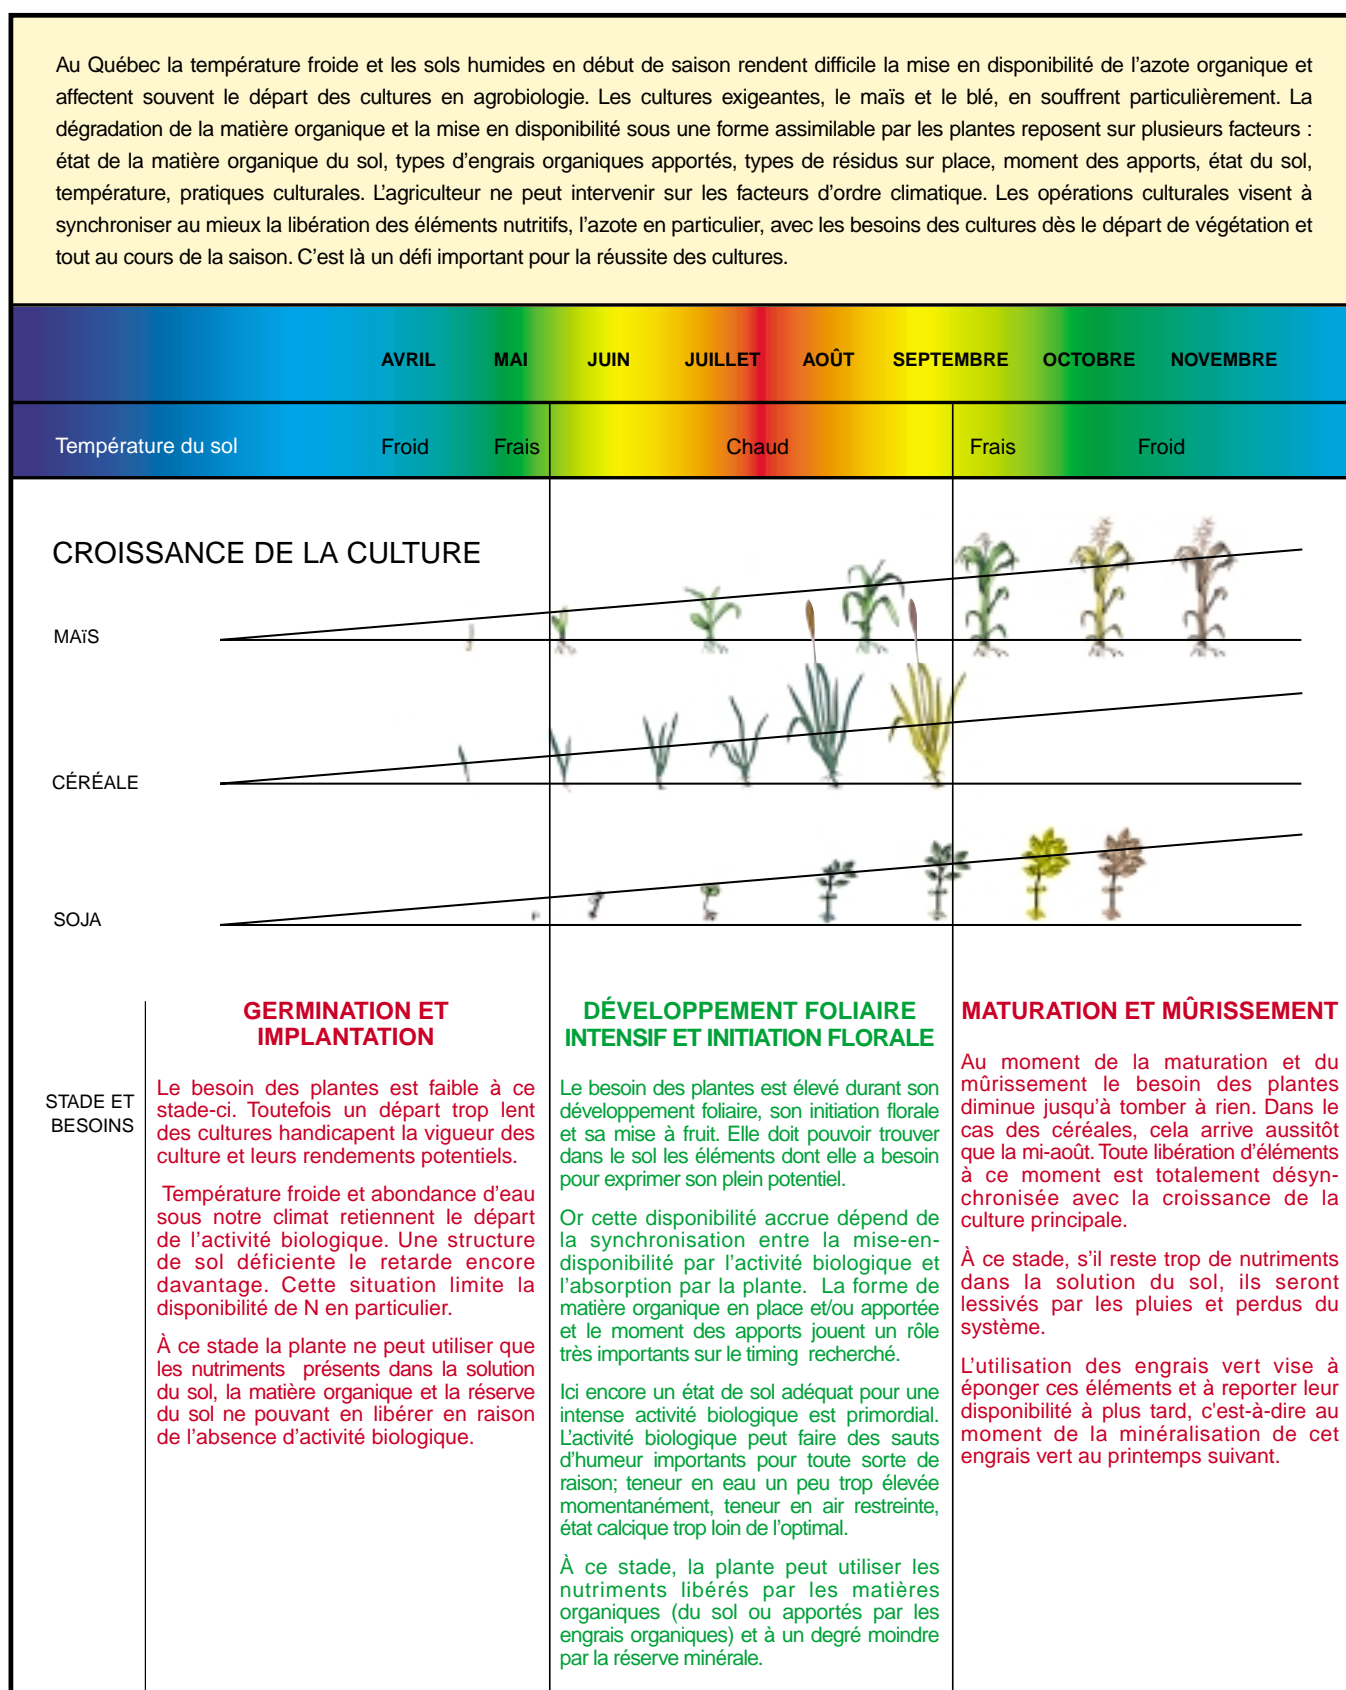 Au Québec la température froide et les sols humides en début de saison rendent difficile la mise en disponibilité de l'azote organique et
affectent souvent le départ des cultures en agrobiologie. Les cultures exigeantes, le maïs et le blé, en souffrent particulièrement. La
dégradation de la matière organique et la mise en disponibilité sous une forme assimilable par les plantes reposent sur plusieurs facteurs :
état de la matière organique du sol, types d'engrais organiques apportés, types de résidus sur place, moment des apports, état du sol,
température, pratiques culturales. L'agriculteur ne peut intervenir sur les facteurs d'ordre climatique. Les opérations culturales visent à
synchroniser au mieux la libération des éléments nutritifs, l'azote en particulier, avec les besoins des cultures dès le départ de végétation et
tout au cours de la saison. C'est là un défi important pour la réussite des cultures.
AVRIL MAI JUIN JUILLET AOÛT SEPTEMBRE OCTOBRE NOVEMBRE
Température du sol Froid Frais Chaud Frais Froid
CROISSANCE DE LA CULTURE
MAïS
CÉRÉALE
SOJA
STADE ET
BESOINS
GERMINATION ET
IMPLANTATION
Le besoin des plantes est faible à ce
stade-ci. Toutefois un départ trop lent
des cultures handicapent la vigueur des
culture et leurs rendements potentiels.
Température froide et abondance d'eau
sous notre climat retiennent le départ
de l'activité biologique. Une structure
de sol déficiente le retarde encore
davantage. Cette situation limite la
disponibilité de N en particulier.
À ce stade la plante ne peut utiliser que
les nutriments présents dans la solution
du sol, la matière organique et la réserve
du sol ne pouvant en libérer en raison
de l'absence d'activité biologique.
DÉVELOPPEMENT FOLIAIRE
INTENSIF ET INITIATION FLORALE
Le besoin des plantes est élevé durant son
développement foliaire, son initiation florale
et sa mise à fruit. Elle doit pouvoir trouver
dans le sol les éléments dont elle a besoin
pour exprimer son plein potentiel.
Or cette disponibilité accrue dépend de
la synchronisation entre la mise-en-
disponibilité par l'activité biologique et
l'absorption par la plante. La forme de
matière organique en place et/ou apportée
et le moment des apports jouent un rôle
très importants sur le timing recherché.
Ici encore un état de sol adéquat pour une
intense activité biologique est primordial.
L'activité biologique peut faire des sauts
d'humeur importants pour toute sorte de
raison; teneur en eau un peu trop élevée
momentanément, teneur en air restreinte,
état calcique trop loin de l'optimal.
À ce stade, la plante peut utiliser les
nutriments libérés par les matières
organiques (du sol ou apportés par les
engrais organiques) et à un degré moindre
par la réserve minérale.
MATURATION ET MÛRISSEMENT
Au moment de la maturation et du
mûrissement le besoin des plantes
diminue jusqu'à tomber à rien. Dans le
cas des céréales, cela arrive aussitôt
que la mi-août. Toute libération d'éléments
à ce moment est totalement désyn-
chronisée avec la croissance de la
culture principale.
À ce stade, s'il reste trop de nutriments
dans la solution du sol, ils seront
lessivés par les pluies et perdus du
système.
L'utilisation des engrais vert vise à
éponger ces éléments et à reporter leur
disponibilité à plus tard, c'est-à-dire au
moment de la minéralisation de cet
engrais vert au printemps suivant.